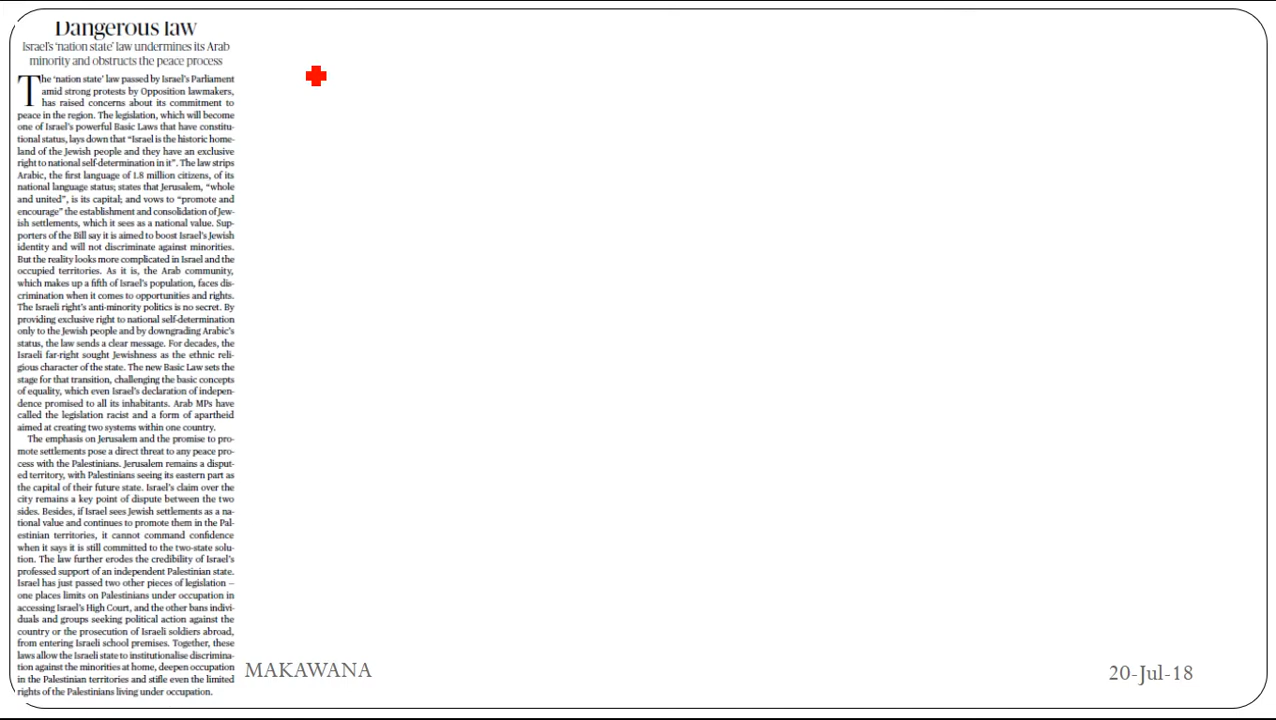 Dangerous law
Israel's 'nation state' law undermines its Arab
minority and obstructs the peace process
The 'nation state' law passed by Israel's Parliament
amid strong protests by Opposition lawmakers,
has raised concerns about its commitment to
peace in the region. The legislation, which will become
one of Israel's powerful Basic Laws that have constitu-
tional status, lays down that "Israel is the historic home-
land of the Jewish people and they have an exclusive
right to national self-determination in it". The law strips
Arabic, the first language of 1.8 million citizens, of its
national language status; states that Jerusalem, "whole
and united", is its capital; and vows to "promote and
encourage" the establishment and consolidation of Jew-
ish settlements, which it sees as a national value. Sup-
porters of the Bill say it is aimed to boost Israel's Jewish
identity and will not discriminate against minorities.
But the reality looks more complicated in Israel and the
occupied territories. As it is, the Arab community,
which makes up a fifth of Israel's population, faces dis-
crimination when it comes to opportunities and rights.
The Israeli right's anti-minority politics is no secret. By
providing exclusive right to national self-determination
only to the Jewish people and by downgrading Arabic's
status, the law sends a clear message. For decades, the
Israeli far-right sought Jewishness as the ethnic reli-
gious character of the state. The new Basic Law sets the
stage for that transition, challenging the basic concepts
of equality, which even Israel's declaration of indepen-
dence promised to all its inhabitants. Arab MPs have
called the legislation racist and a form of apartheid
aimed at creating two systems within one country.
The emphasis on Jerusalem and the promise to pro-
mote settlements pose a direct threat to any peace pro-
cess with the Palestinians. Jerusalem remains a disput-
ed territory, with Palestinians seeing its eastern part as
the capital of their future state. Israel's claim over the
city remains a key point of dispute between the two
sides. Besides, if Israel sees Jewish settlements as a na-
tional value and continues to promote them in the Pal-
estinian territories, it cannot command confidence
when it says it is still committed to the two-state solu-
tion. The law further erodes the credibility of Israel's
professed support of an independent Palestinian state.
Israel has just passed two other pieces of legislation –
one places limits on Palestinians under occupation in
accessing Israel's High Court, and the other bans indivi-
duals and groups seeking political action against the
country or the prosecution of Israeli soldiers abroad,
from entering Israeli school premises. Together, these
laws allow the Israeli state to institutionalise discrimina-
tion against the minorities at home, deepen occupation
in the Palestinian territories and stifle even the limited
rights of the Palestinians living under occupation.
MAKAWANA
20-Jul-18